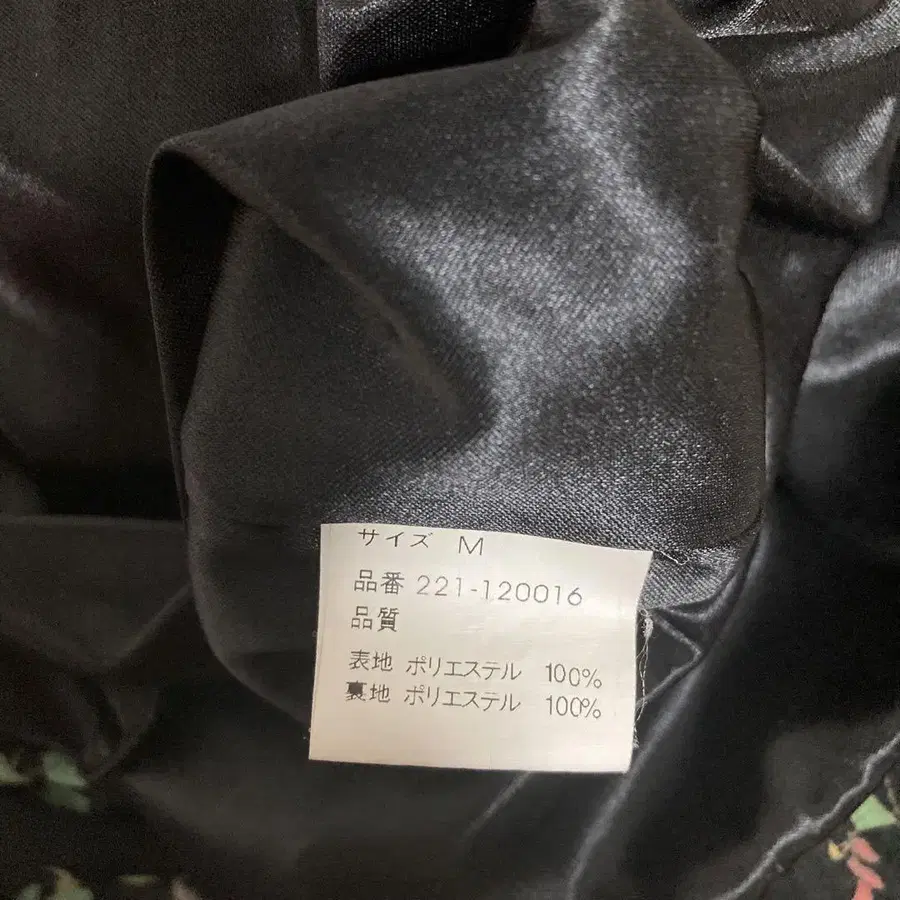 サイズ M
品番 221-120016
品質
表地 ポリエステル 100%
裏地 ポリエステル 100%